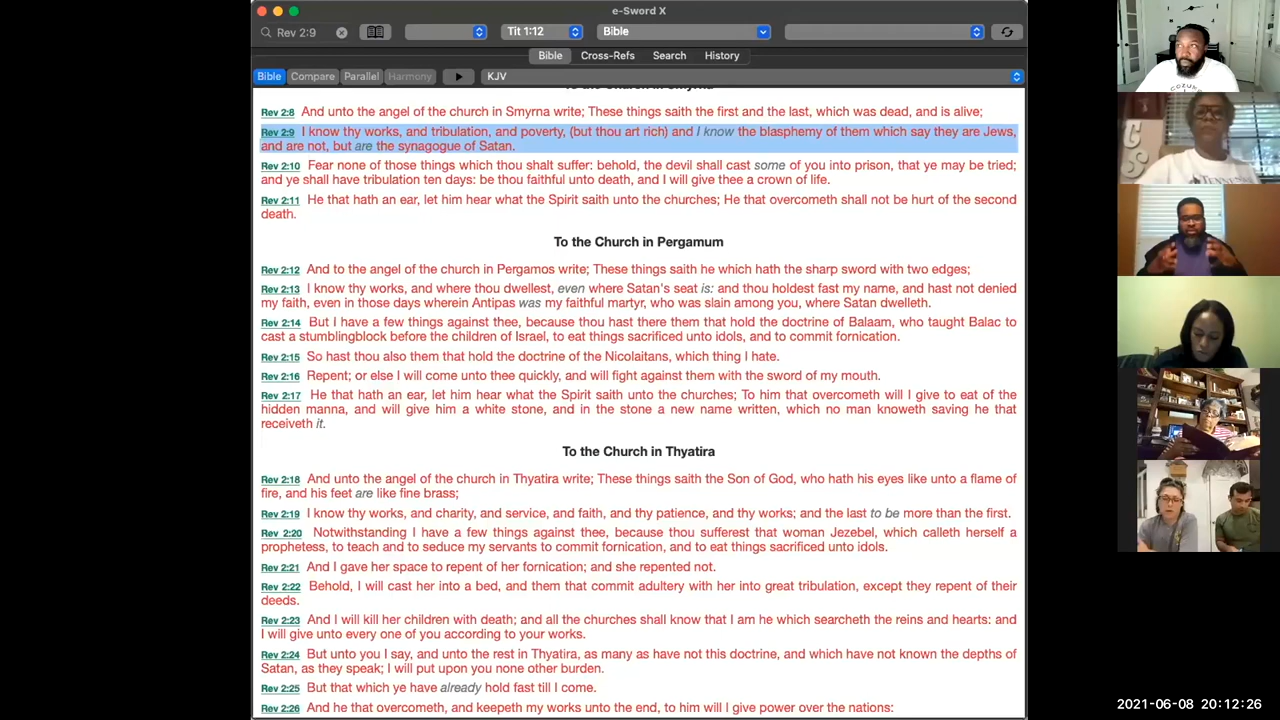 e-Sword X
Rev 2:9
Tit 1:12
Bible
Bible Cross-Refs Search History
Bible Compare Parallel Harmony KJV
To the Church in Smyrna
Rev 2:8 And unto the angel of the church in Smyrna write; These things saith the first and the last, which was dead, and is alive;
Rev 2:9 I know thy works, and tribulation, and poverty, (but thou art rich) and I know the blasphemy of them which say they are Jews,
and are not, but are the synagogue of Satan.
Rev 2:10 Fear none of those things which thou shalt suffer: behold, the devil shall cast some of you into prison, that ye may be tried;
and ye shall have tribulation ten days: be thou faithful unto death, and I will give thee a crown of life.
Rev 2:11 He that hath an ear, let him hear what the Spirit saith unto the churches; He that overcometh shall not be hurt of the second
death.
To the Church in Pergamum
Rev 2:12 And to the angel of the church in Pergamos write; These things saith he which hath the sharp sword with two edges;
Rev 2:13 I know thy works, and where thou dwellest, even where Satan's seat is: and thou holdest fast my name, and hast not denied
my faith, even in those days wherein Antipas was my faithful martyr, who was slain among you, where Satan dwelleth.
Rev 2:14 But I have a few things against thee, because thou hast there them that hold the doctrine of Balaam, who taught Balac to
cast a stumblingblock before the children of Israel, to eat things sacrificed unto idols, and to commit fornication.
Rev 2:15 So hast thou also them that hold the doctrine of the Nicolaitans, which thing I hate.
Rev 2:16 Repent; or else I will come unto thee quickly, and will fight against them with the sword of my mouth.
Rev 2:17 He that hath an ear, let him hear what the Spirit saith unto the churches; To him that overcometh will I give to eat of the
hidden manna, and will give him a white stone, and in the stone a new name written, which no man knoweth saving he that
receiveth it.
To the Church in Thyatira
Rev 2:18 And unto the angel of the church in Thyatira write; These things saith the Son of God, who hath his eyes like unto a flame of
fire, and his feet are like fine brass;
Rev 2:19 I know thy works, and charity, and service, and faith, and thy patience, and thy works; and the last to be more than the first.
Rev 2:20 Notwithstanding I have a few things against thee, because thou sufferest that woman Jezebel, which calleth herself a
prophetess, to teach and to seduce my servants to commit fornication, and to eat things sacrificed unto idols.
Rev 2:21 And I gave her space to repent of her fornication; and she repented not.
Rev 2:22 Behold, I will cast her into a bed, and them that commit adultery with her into great tribulation, except they repent of their
deeds.
Rev 2:23 And I will kill her children with death; and all the churches shall know that I am he which searcheth the reins and hearts: and
I will give unto every one of you according to your works.
Rev 2:24 But unto you I say, and unto the rest in Thyatira, as many as have not this doctrine, and which have not known the depths of
Satan, as they speak; I will put upon you none other burden.
Rev 2:25 But that which ye have already hold fast till I come.
Rev 2:26 And he that overcometh, and keepeth my works unto the end, to him will I give power over the nations:
2021-06-08 20:12:26